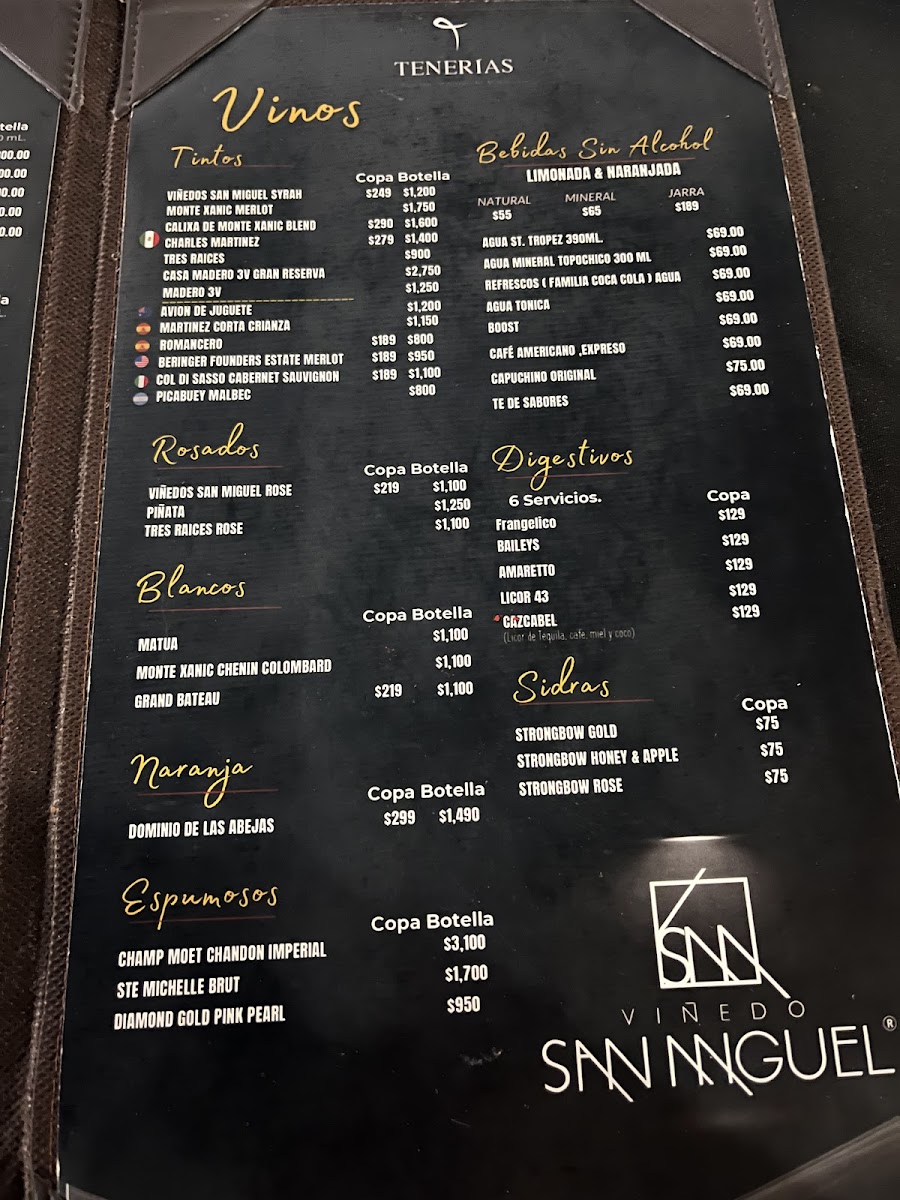 TENERÍAS
Vinos
Tintos
Copa Botella
VIÑEDOS SAN MIGUEL SYRAH $249 $1,200
MONTE XANIC MERLOT $1,750
CALIXA DE MONTE XANIC BLEND $290 $1,600
CHARLES MARTINEZ $279 $1,400
TRES RAICES $900
CASA MADERO 3V GRAN RESERVA $2,750
MADERO 3V $1,250
AVION DE JUGUETE $1,200
MARTINEZ CORTA CRIANZA $1,150
ROMANCERO $189 $800
BERINGER FOUNDERS ESTATE MERLOT $189 $950
COL DI SASSO CABERNET SAUVIGNON $189 $1,100
PICABUEY MALBEC $800
Rosados
Copa Botella
VIÑEDOS SAN MIGUEL ROSE $219 $1,100
PIÑATA $1,250
TRES RAICES ROSE $1,100
Blancos
Copa Botella
MATUA $1,100
MONTE XANIC CHENIN COLOMBARD $1,100
GRAND BATEAU $219 $1,100
Naranja
Copa Botella
DOMINIO DE LAS ABEJAS $299 $1,490
Espumosos
Copa Botella
CHAMP MOET CHANDON IMPERIAL $3,100
STE MICHELLE BRUT $1,700
DIAMOND GOLD PINK PEARL $950
Bebidas Sin Alcohol
LIMONADA & NARANJADA
NATURAL MINERAL JARRA
$55 $65 $189
AGUA ST. TROPEZ 390ML. $69.00
AGUA MINERAL TOPOCHICO 300 ML $69.00
REFRESCOS ( FAMILIA COCA COLA ) AGUA $69.00
AGUA TONICA $69.00
BOOST $69.00
CAFÉ AMERICANO ,EXPRESO $69.00
CAPUCHINO ORIGINAL $75.00
TE DE SABORES $69.00
Digestivos
6 Servicios. Copa
Frangelico $129
BAILEYS $129
AMARETTO $129
LICOR 43 $129
CAZCABEL $129
(Licor de Tequila, cafe, miel y coco)
Sidras
Copa
STRONGBOW GOLD $75
STRONGBOW HONEY & APPLE $75
STRONGBOW ROSE $75
SM
VIÑEDO
SAN MIGUEL®